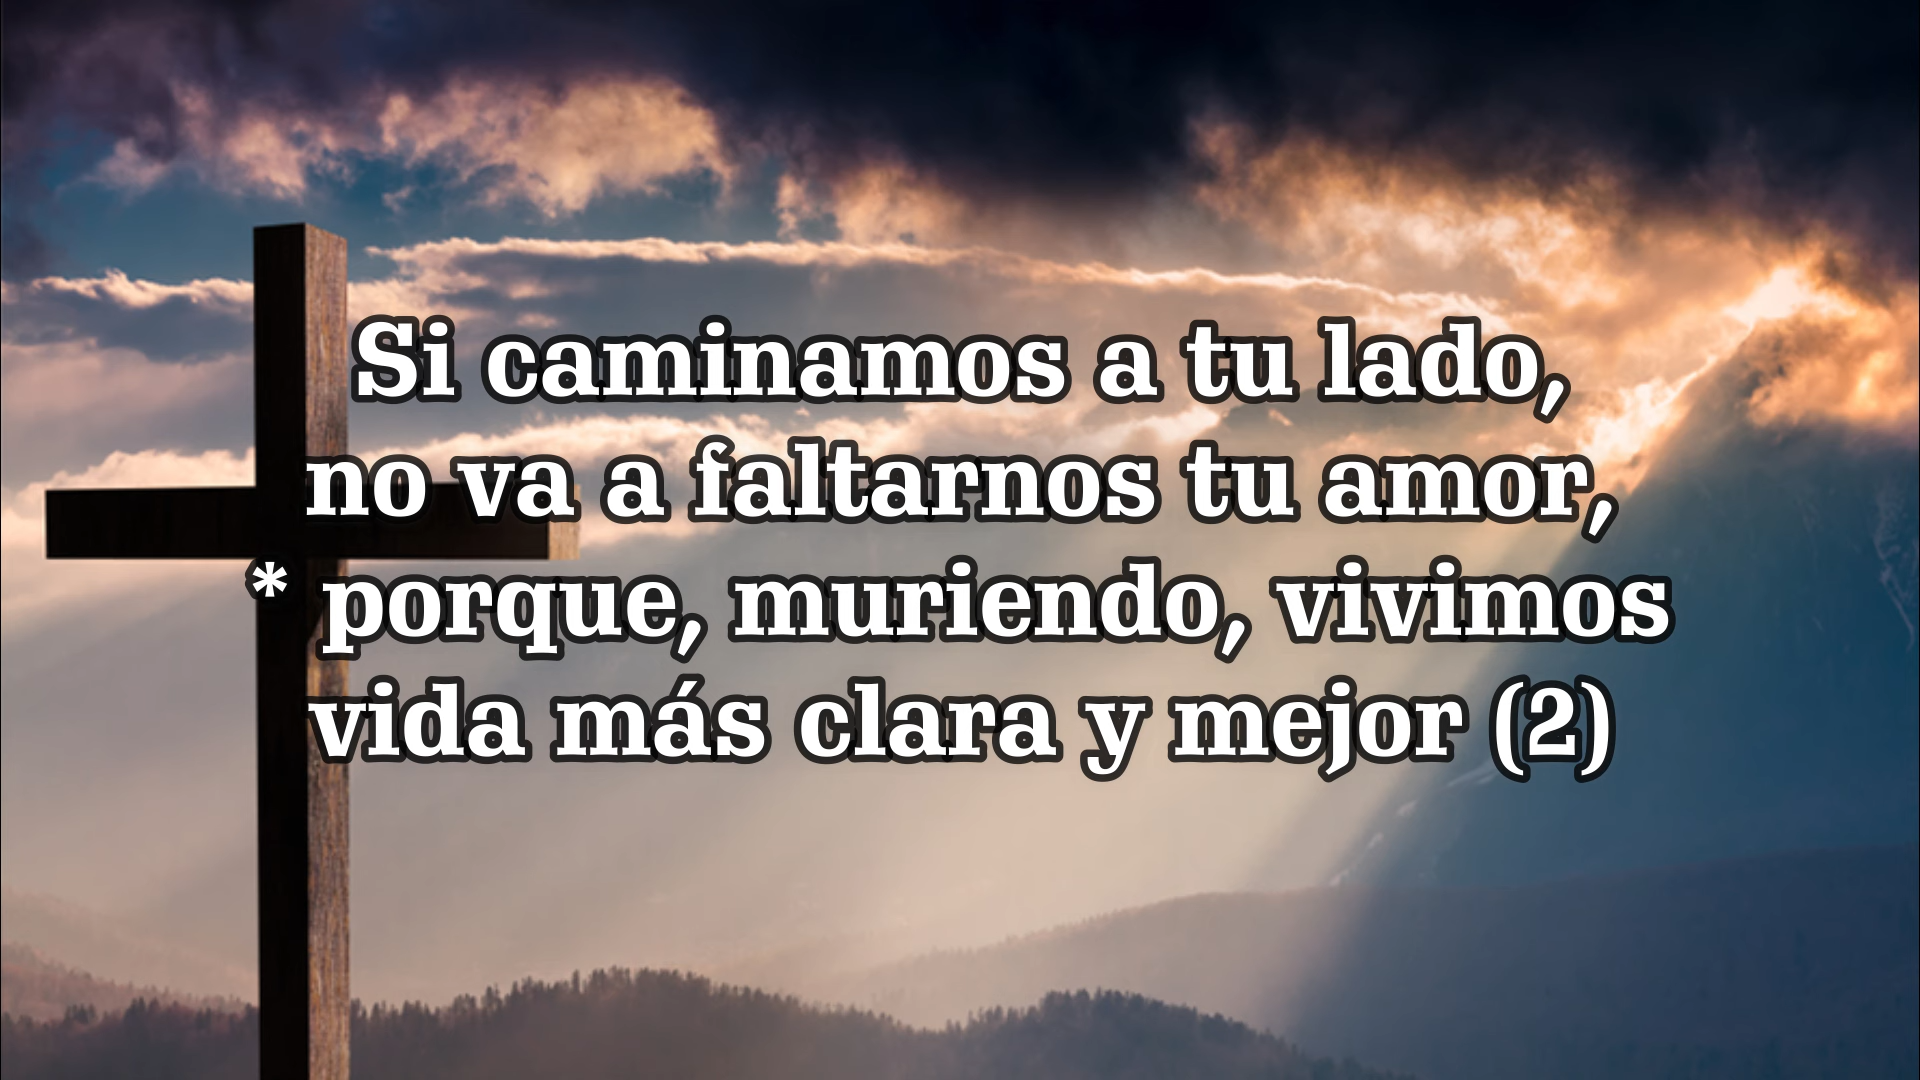 Si caminamos a tu lado,
no va a faltarnos tu amor,
* porque, muriendo, vivimos
vida más clara y mejor (2)